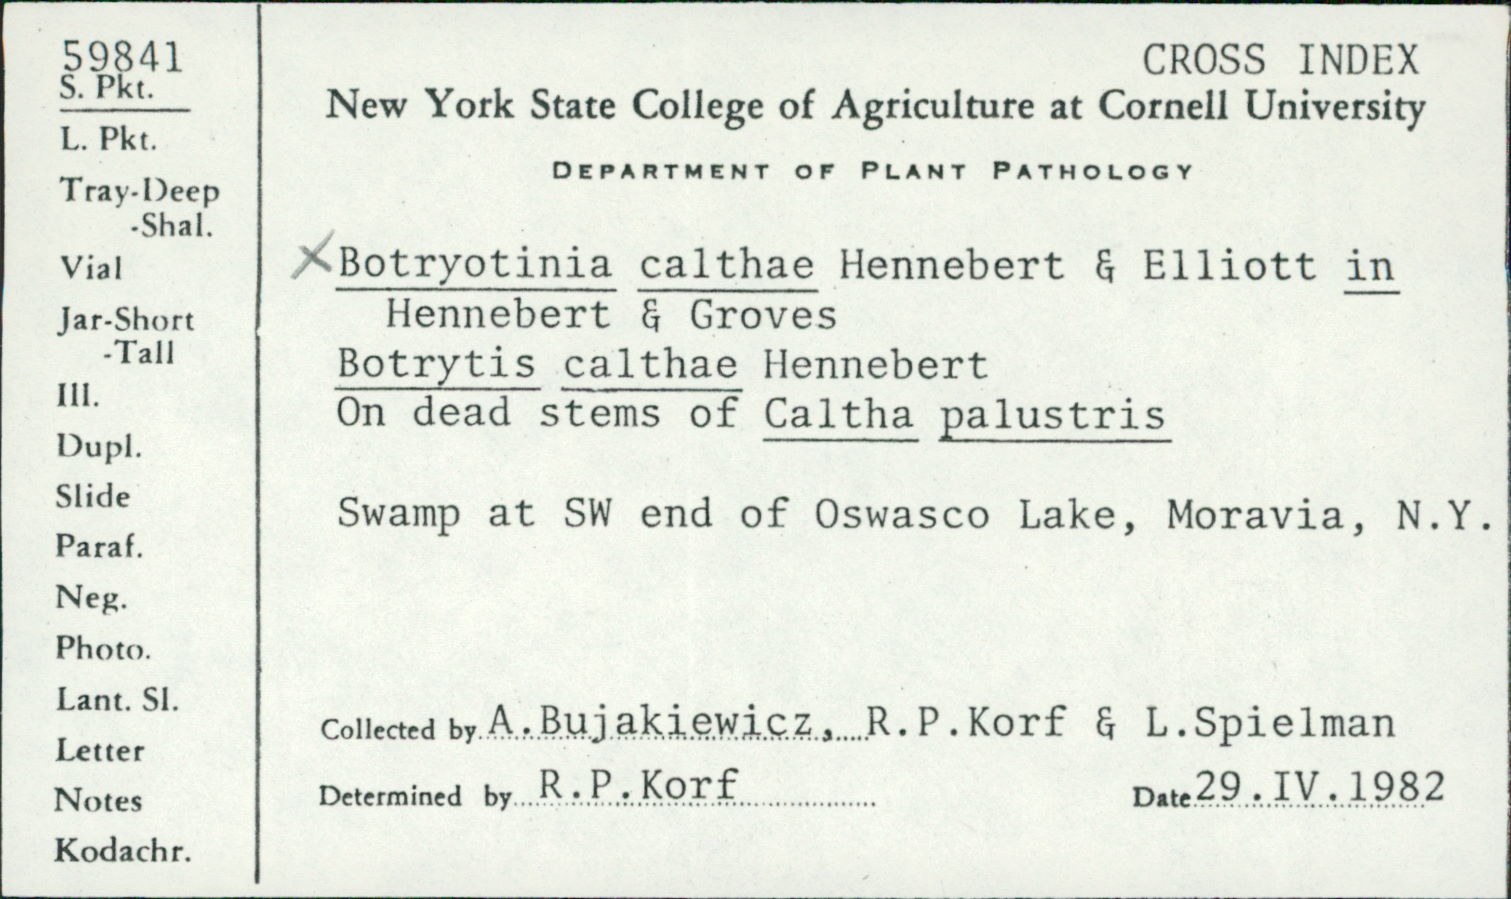 59841
S. Pkt.
L. Pkt.
Tray-Deep
-Shal.
Vial
Jar-Short
-Tall
Ill.
Dupl.
Slide
Paraf.
Neg.
Photo.
Lant. Sl.
Letter
Notes
Kodachr.
CROSS INDEX
New York State College of Agriculture at Cornell University
DEPARTMENT OF PLANT PATHOLOGY
X Botryotinia calthae Hennebert & Elliott in
Hennebert & Groves
Botrytis calthae Hennebert
On dead stems of Caltha palustris
Swamp at SW end of Oswasco Lake, Moravia, N.Y.
Collected by A.Bujakiewicz, R.P.Korf & L.Spielman
Determined by R.P.Korf Date 29.IV.1982